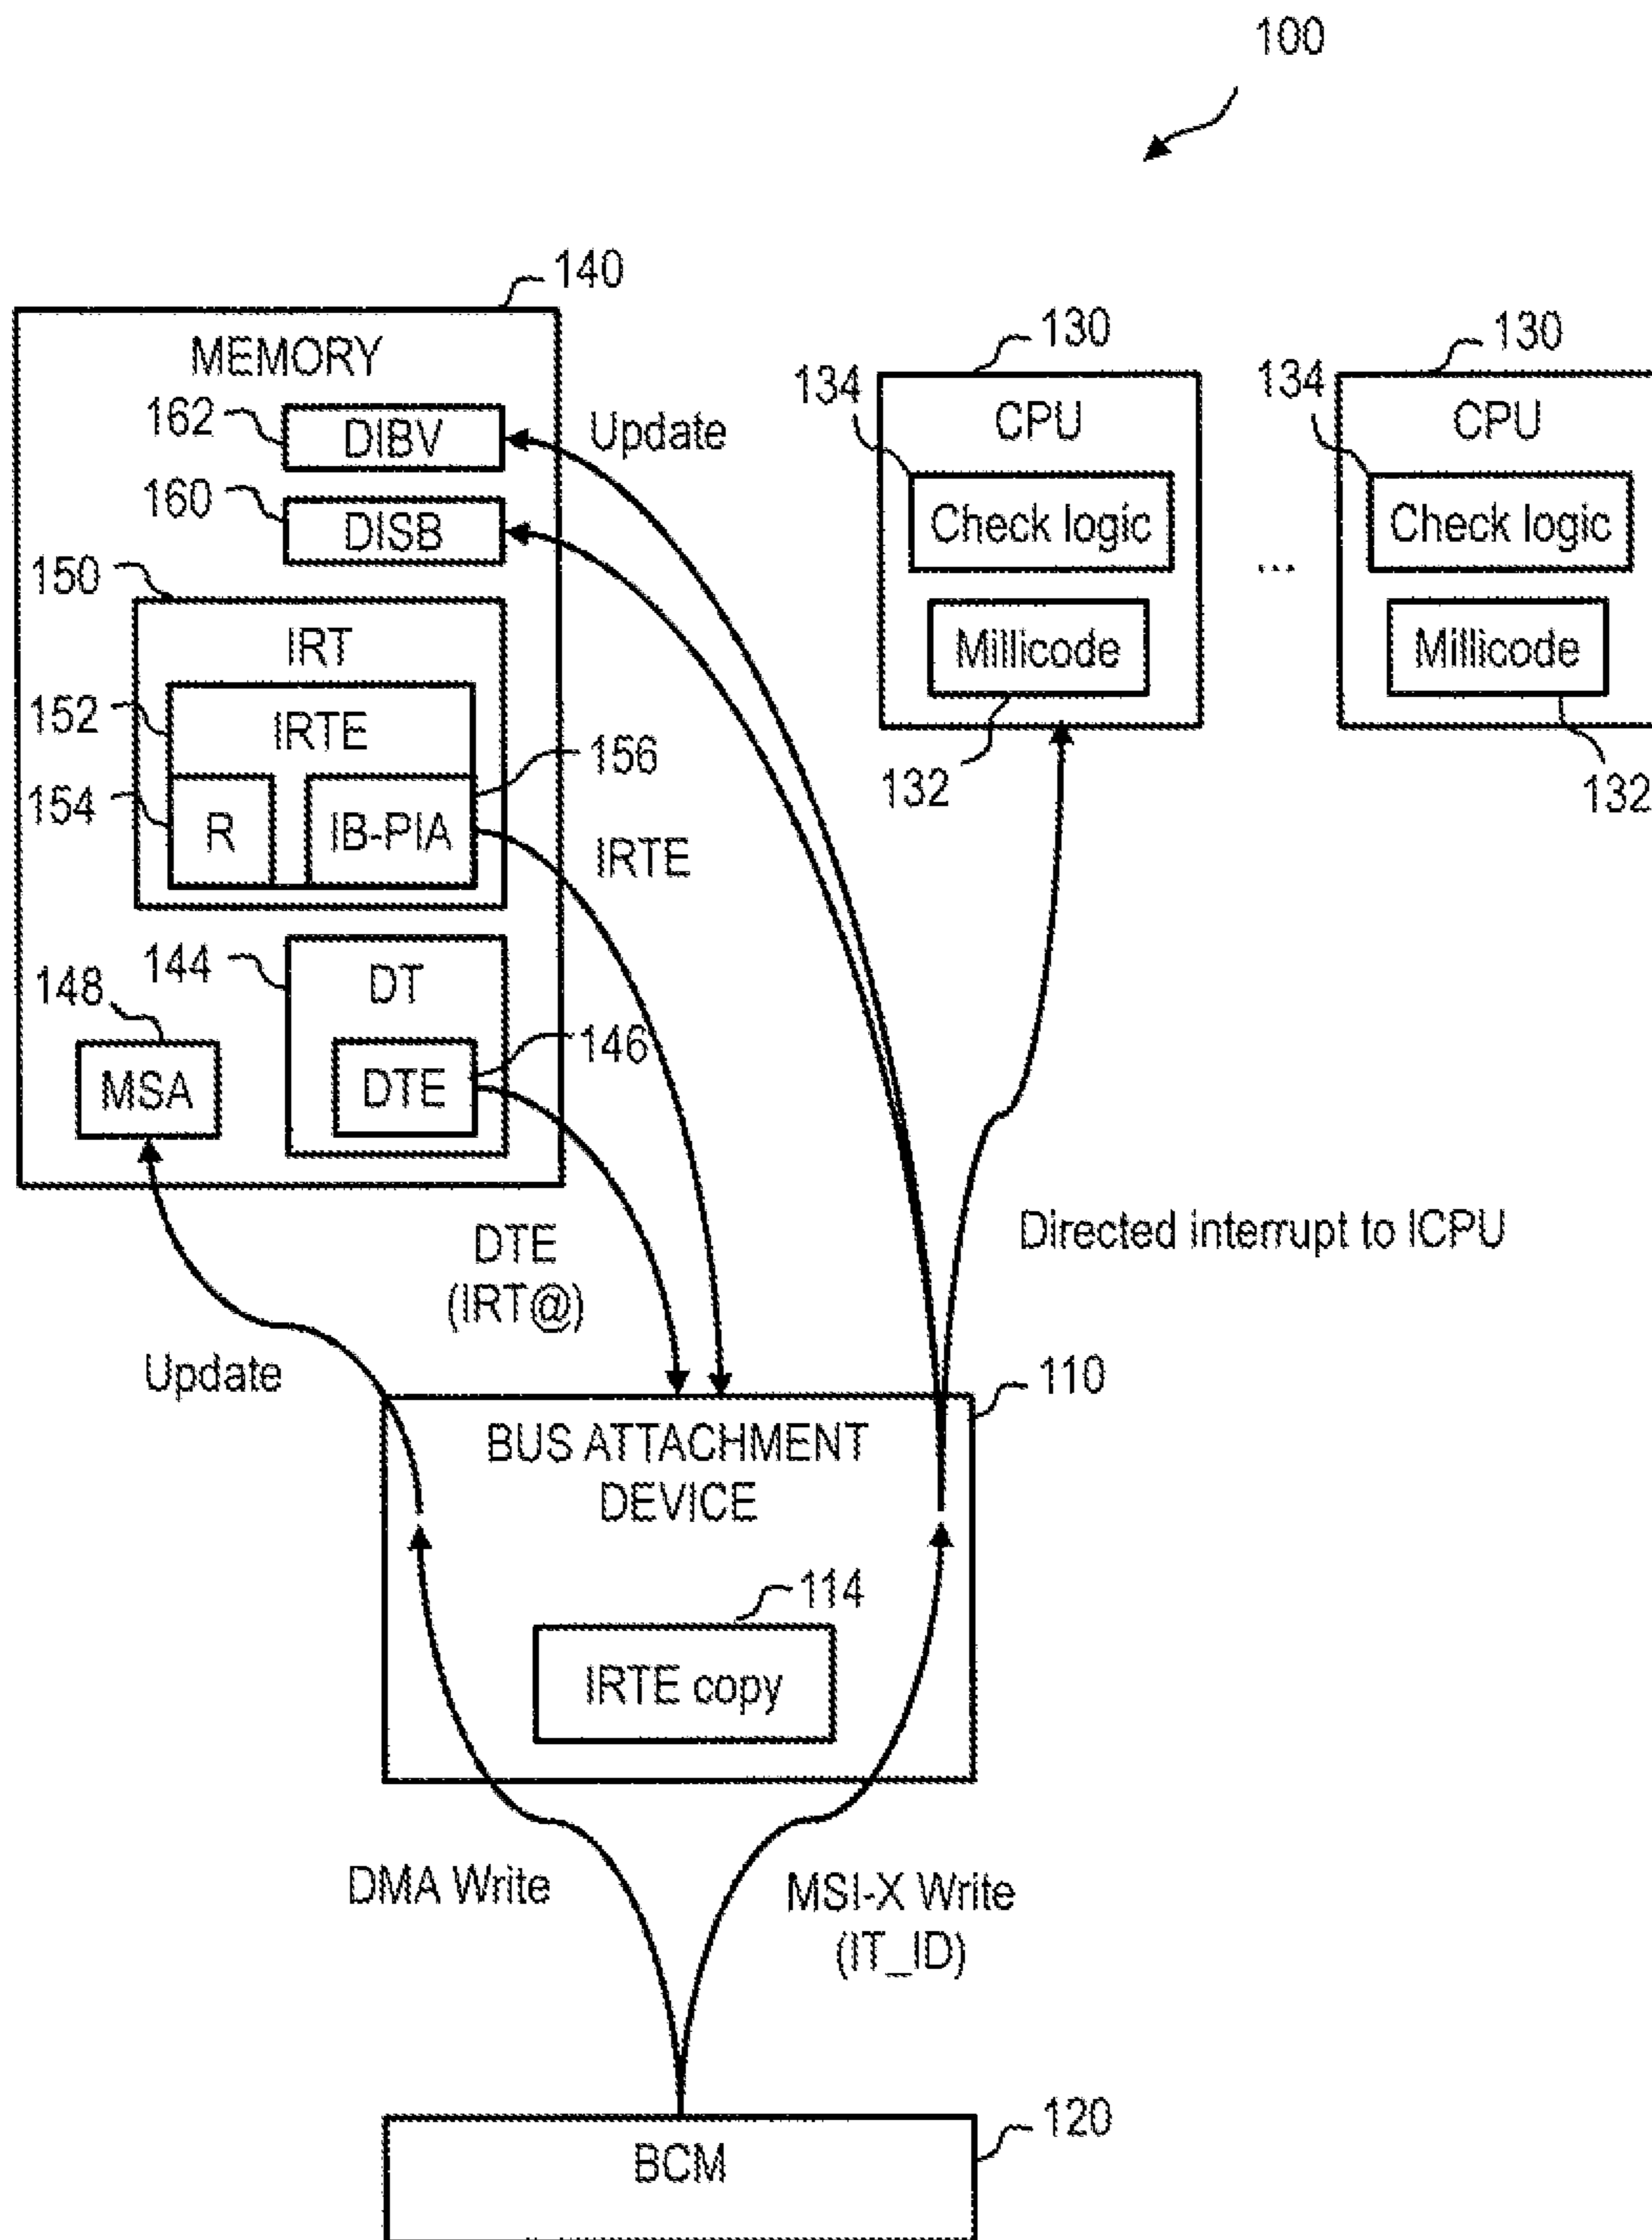 100
140
MEMORY
162
DIBV
Update
160
DISB
150
IRT
152
IRTE
156
154
R
IB-PIA
IRTE
144
DT
148
146
MSA
DTE
130
134
CPU
Check logic
Millicode
132
...
130
134
CPU
Check logic
Millicode
132
DTE
(IRT@)
Directed interrupt to ICPU
Update
110
BUS ATTACHMENT
DEVICE
114
IRTE copy
DMA Write
MSI-X Write
(IT_ID)
120
BCM